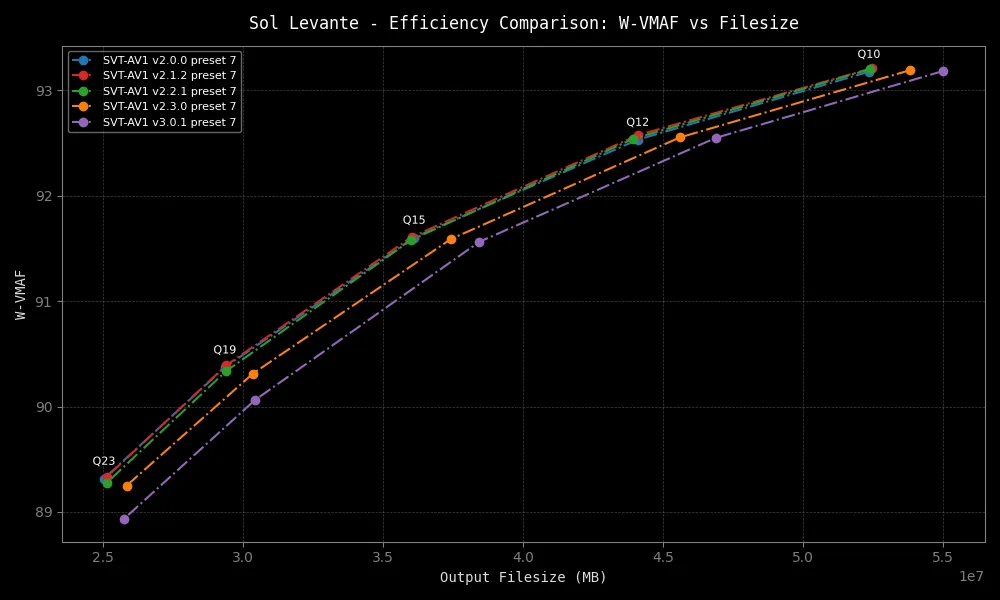 Sol Levante - Efficiency Comparison: W-VMAF vs Filesize
SVT-AV1 v2.0.0 preset 7
SVT-AV1 v2.1.2 preset 7
SVT-AV1 v2.2.1 preset 7
SVT-AV1 v2.3.0 preset 7
SVT-AV1 v3.0.1 preset 7
Q10
Q12
Q15
Q19
Q23
93
92
91
90
89
W-VMAF
2.5
3.0
3.5
4.0
4.5
5.0
5.5
1e7
Output Filesize (MB)